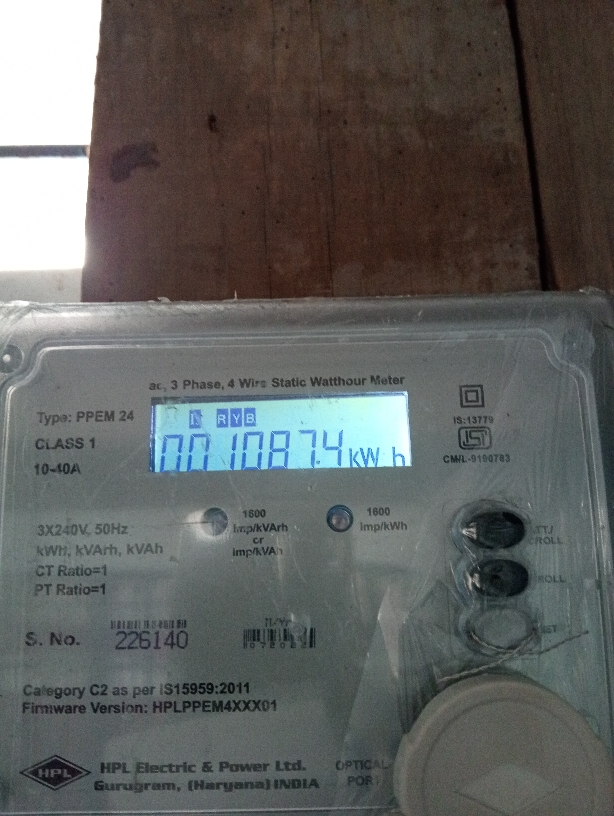 ac, 3 Phase, 4 Wire Static Watthour Meter
Type: PPEM 24
CLASS 1
10-40A
RYB
001087.4 kWh
IS:13779
CM/L-9190783
3X240V, 50Hz
kWh, kVArh, kVAh
CT Ratio=1
PT Ratio=1
1600
imp/kVArh
or
imp/kVAh
1600
imp/kWh
S. No.
226140
M/Yr
Category C2 as per IS15959:2011
Firmware Version: HPLPPEM4XXX01
HPL
HPL Electric & Power Ltd.
Gurugram, (Haryana) INDIA
OPTICAL
PORT